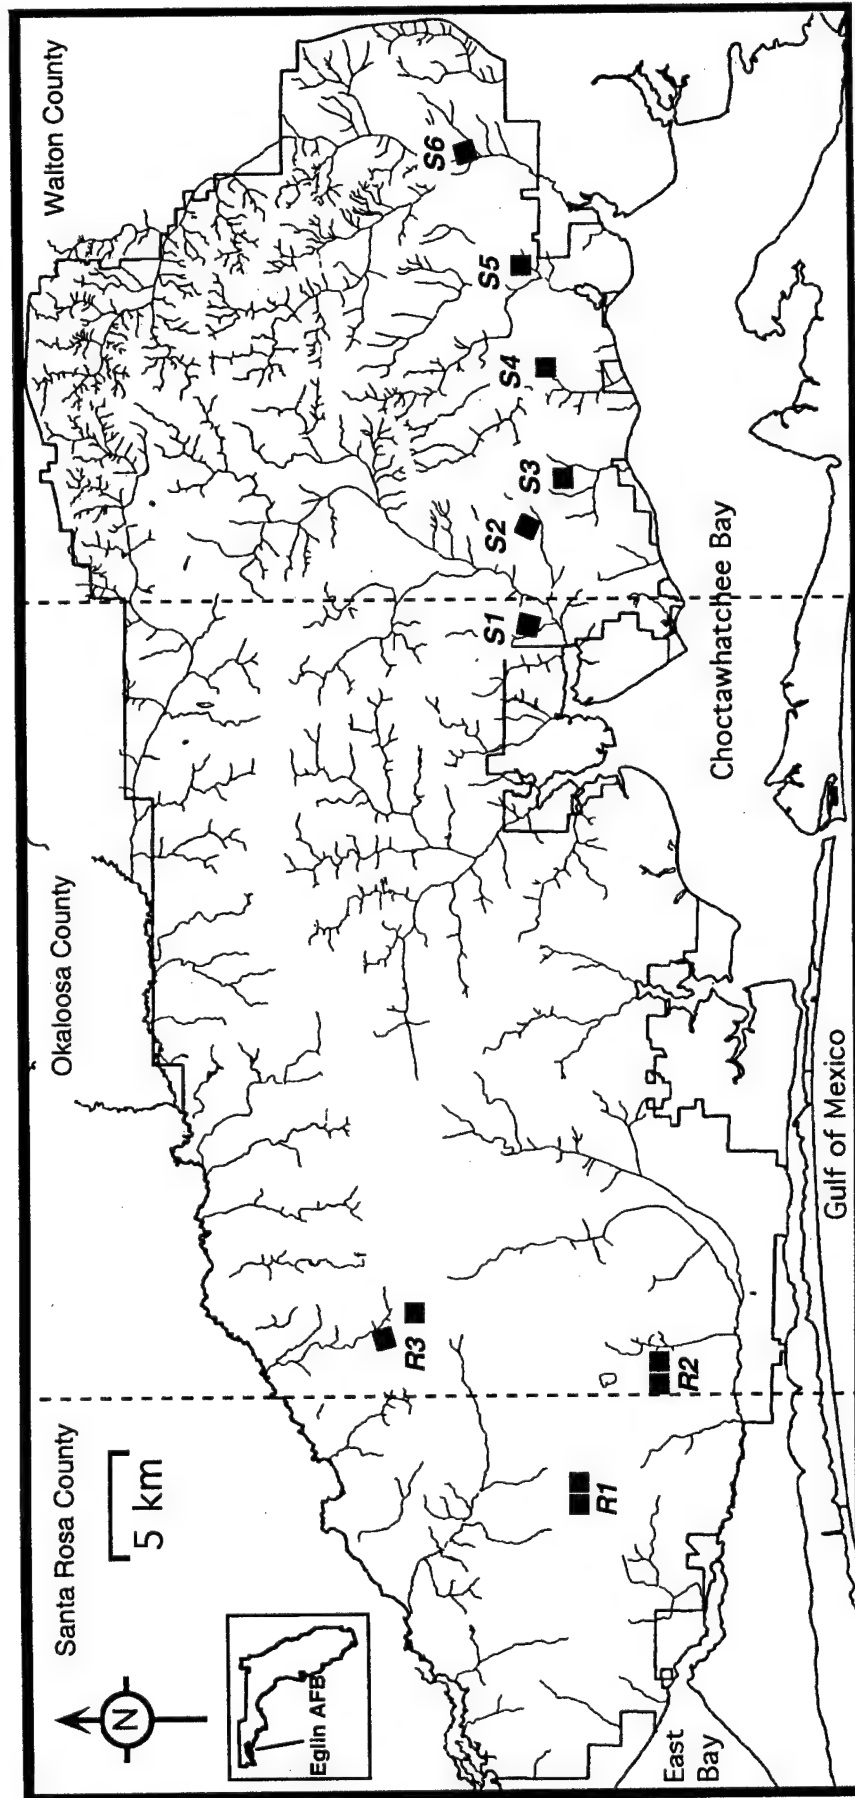 Santa Rosa County
Okaloosa County
Walton County
N
5 km
Eglin AFB
R3
R1
R2
S1
S2
S3
S4
S5
S6
East
Bay
Choctawhatchee Bay
Gulf of Mexico